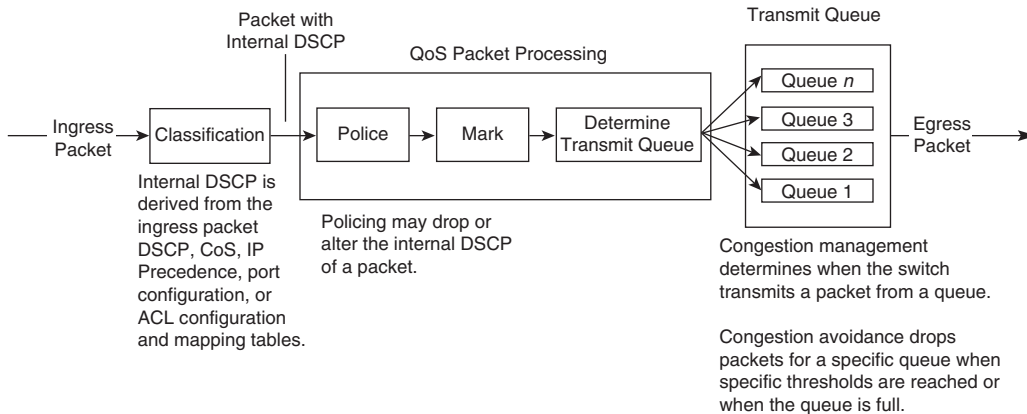 Packet with
Internal DSCP
Transmit Queue
QoS Packet Processing
Ingress
Packet
Classification
Police
Mark
Determine
Transmit Queue
Queue n
Queue 3
Queue 2
Queue 1
Egress
Packet
Internal DSCP is
derived from the
ingress packet
DSCP, CoS, IP
Precedence, port
configuration, or
ACL configuration
and mapping tables.
Policing may drop or
alter the internal DSCP
of a packet.
Congestion management
determines when the switch
transmits a packet from a queue.
Congestion avoidance drops
packets for a specific queue when
specific thresholds are reached or
when the queue is full.